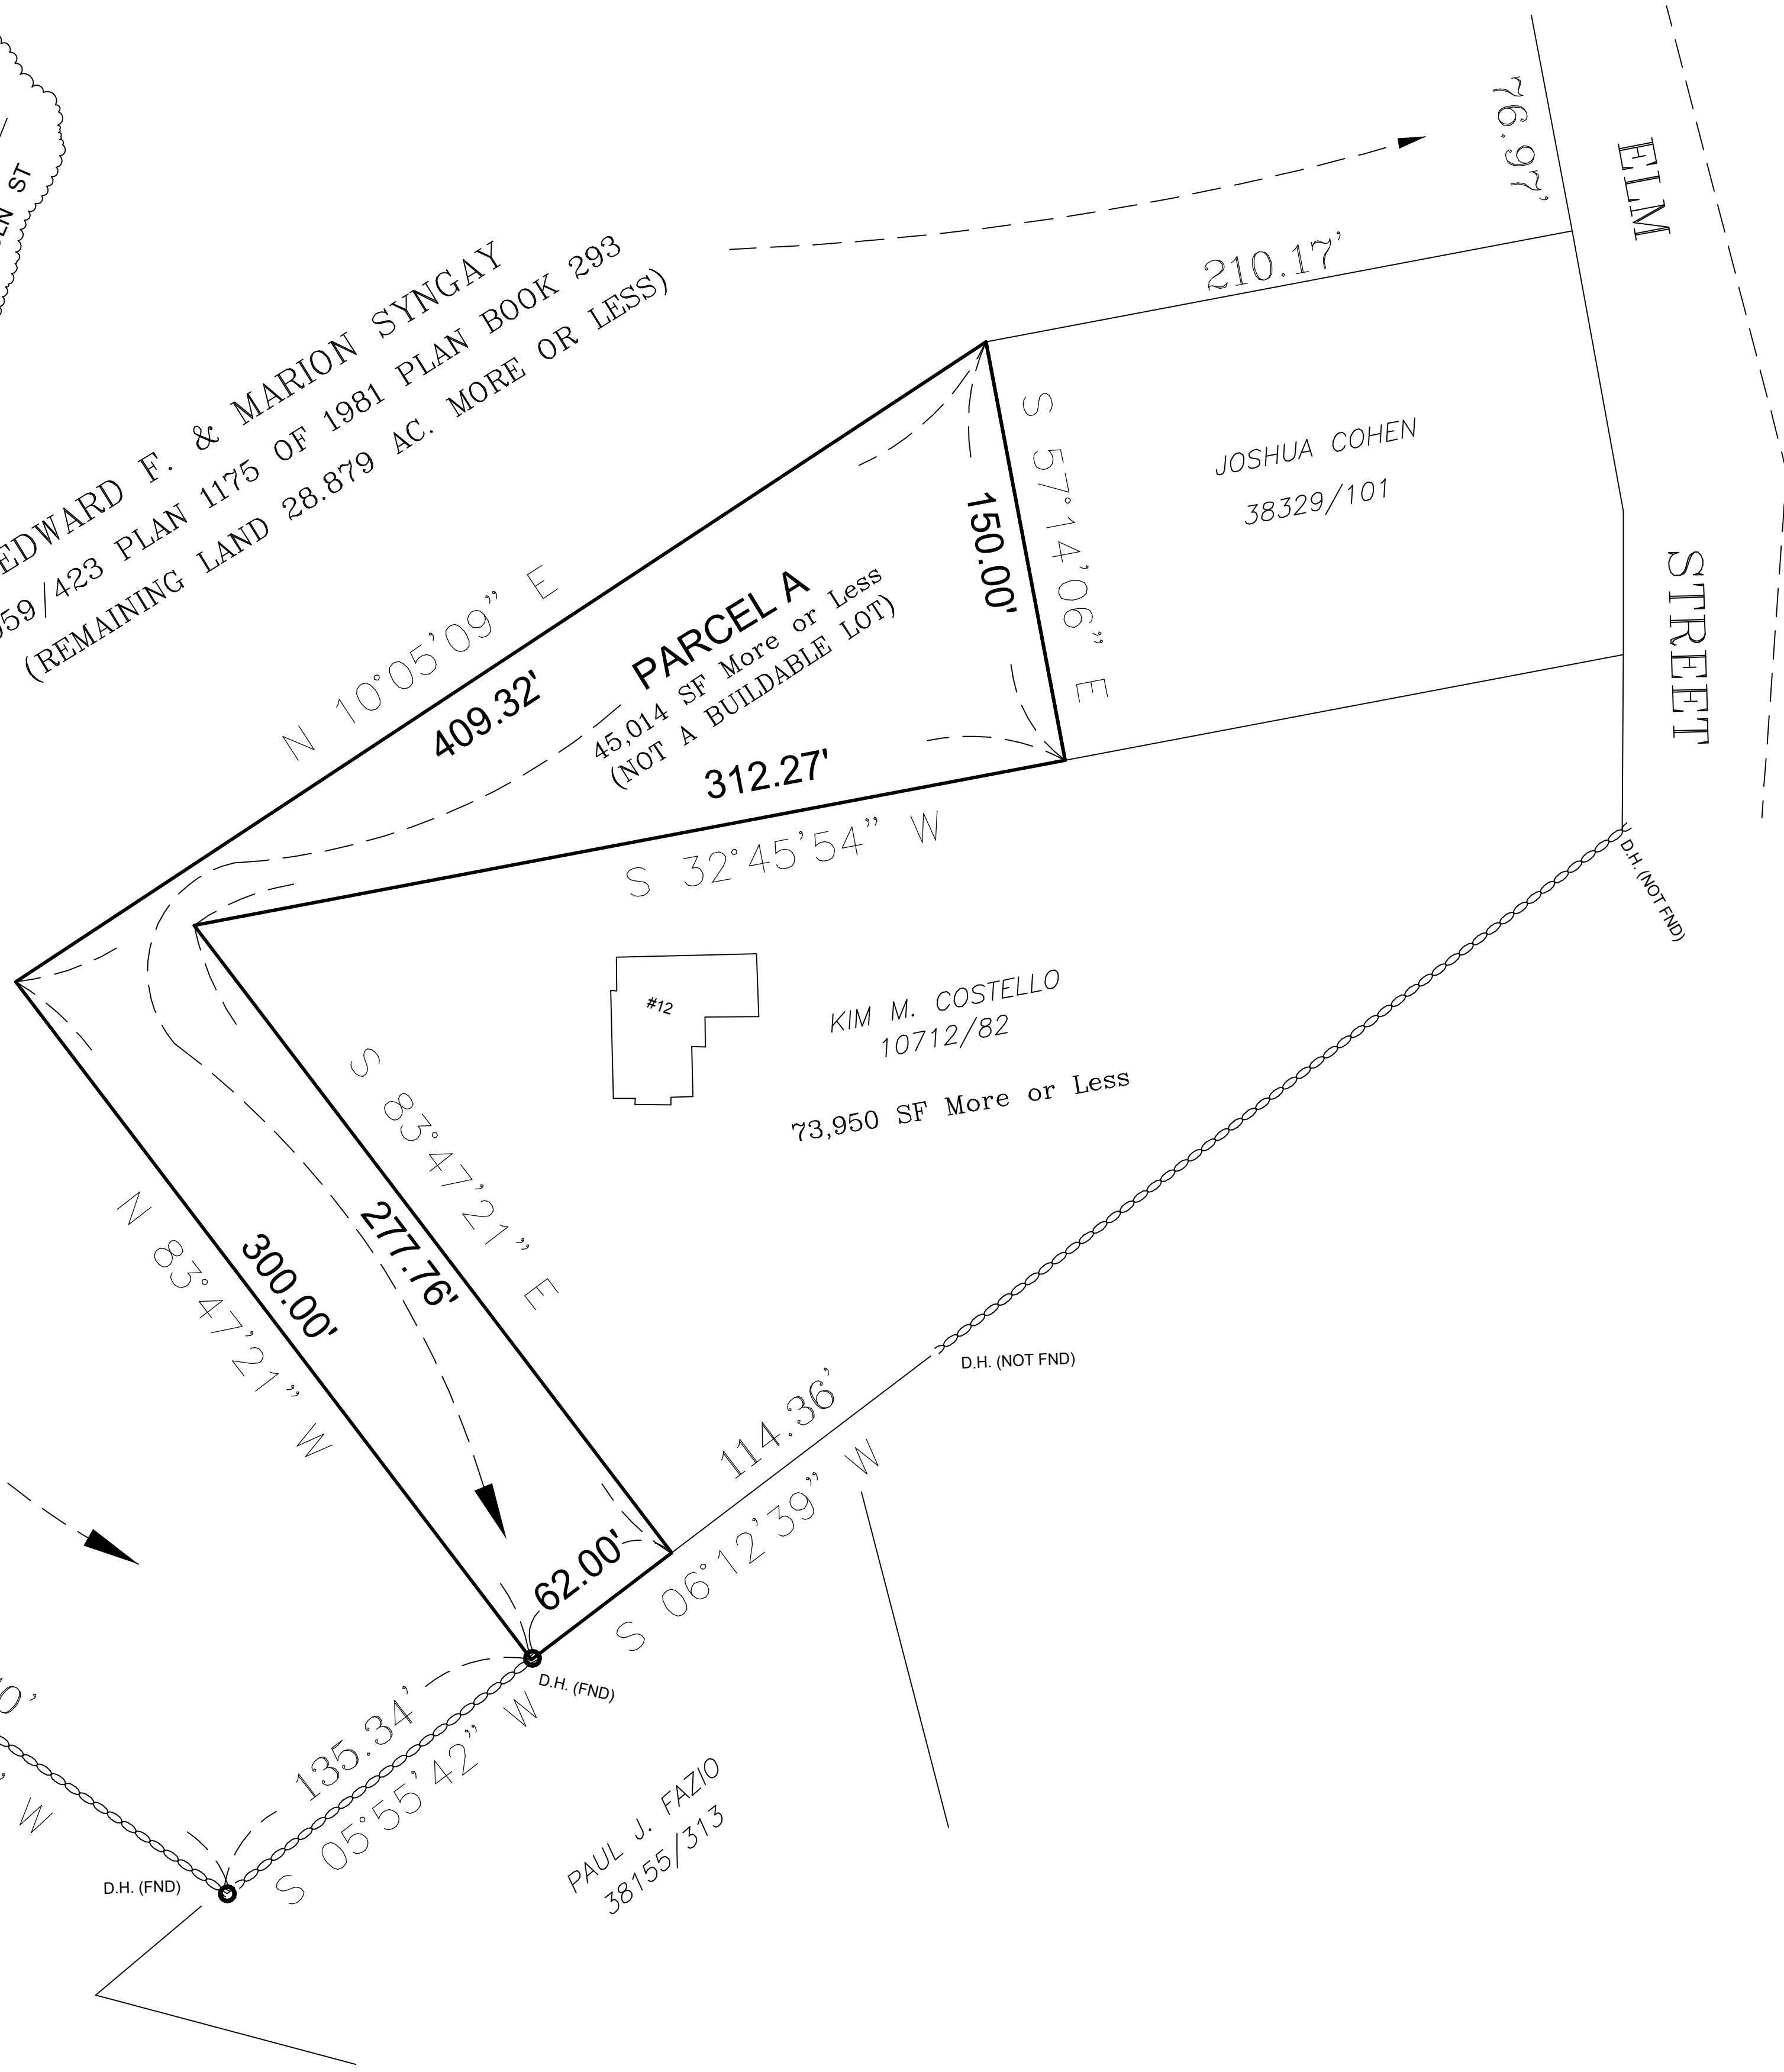 ST
76.97'
ELM
STREET
210.17'
EDWARD F. & MARION SYNGAY
PLAN 1175 OF 1981 PLAN BOOK 293
(REMAINING LAND 28.879 AC. MORE OR LESS)
N 10°05'09" E
409.32'
PARCEL A
45,014 SF More or Less
(NOT A BUILDABLE LOT)
312.27'
S 32°45'54" W
150.00'
S 57°14'06" E
JOSHUA COHEN
38329/101
D.H. (NOT FND)
#12
KIM M. COSTELLO
10712/82
73,950 SF More or Less
S 83°47'21" E
277.76'
300.00'
N 83°47'21" W
D.H. (NOT FND)
114.36'
S 06°12'39" W
62.00'
D.H. (FND)
135.34'
S 05°55'42" W
W
D.H. (FND)
PAUL J. FAZIO
38155/313